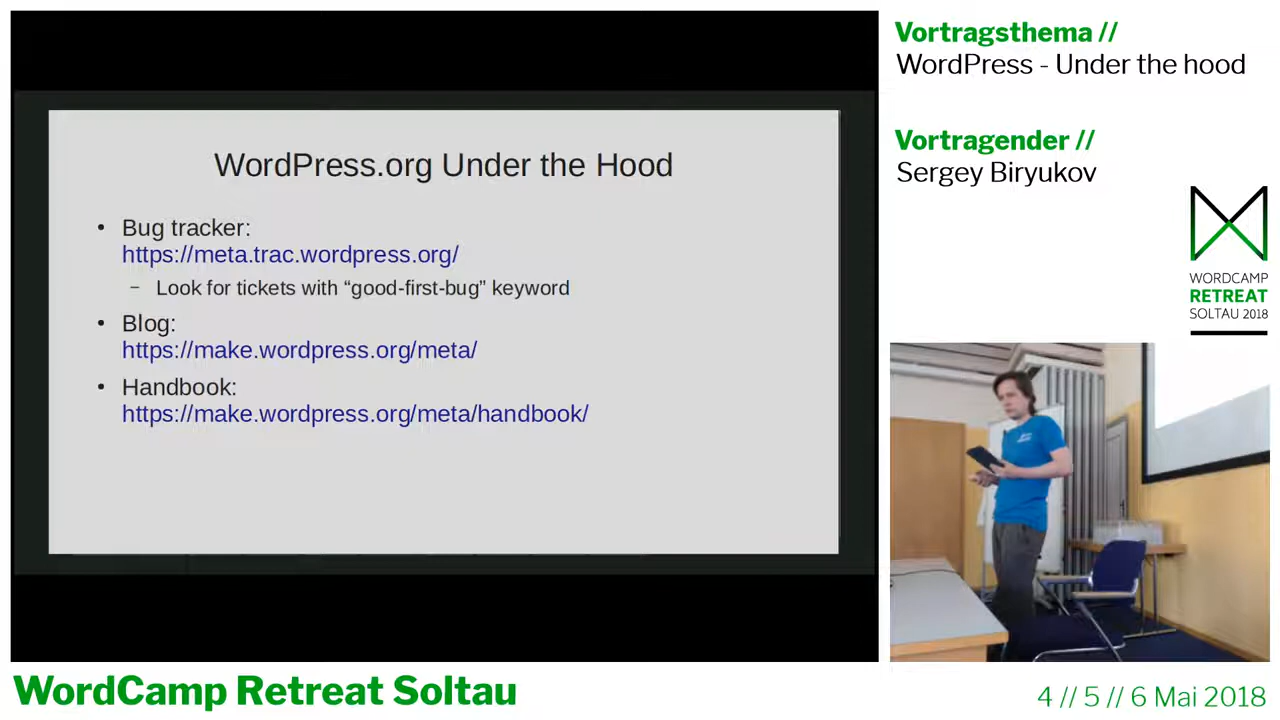 WordPress.org Under the Hood
• Bug tracker:
https://meta.trac.wordpress.org/
– Look for tickets with “good-first-bug” keyword
• Blog:
https://make.wordpress.org/meta/
• Handbook:
https://make.wordpress.org/meta/handbook/
Vortragsthema //
WordPress - Under the hood
Vortragender //
Sergey Biryukov
WORDCAMP
RETREAT
SOLTAU 2018
WordCamp Retreat Soltau
4 // 5 // 6 Mai 2018